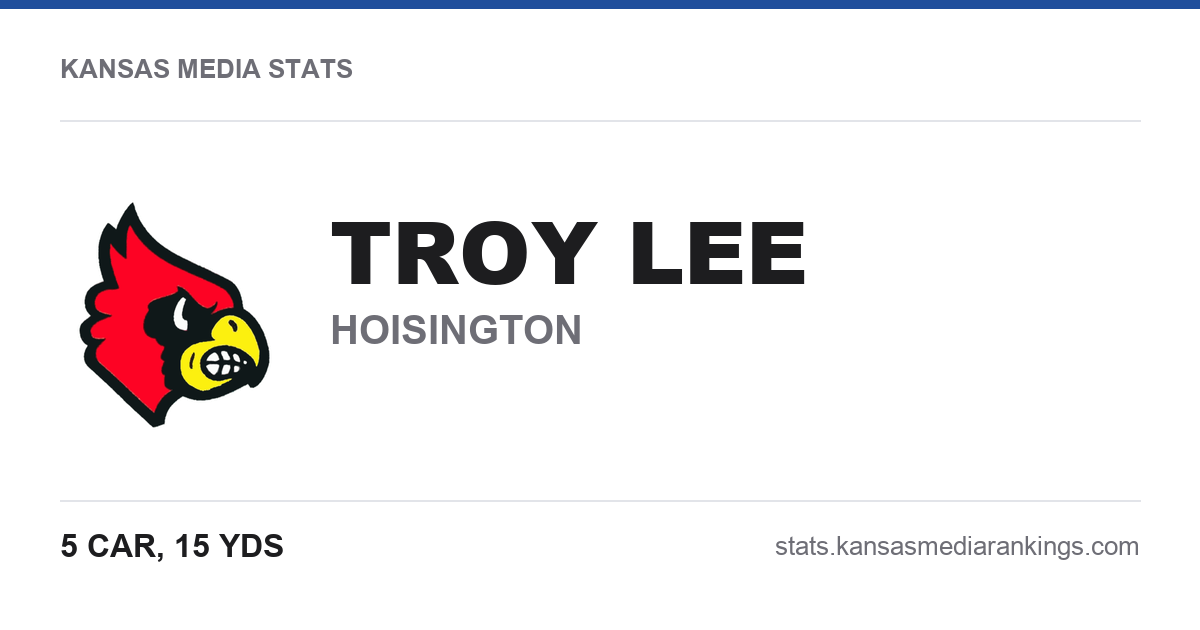 KANSAS MEDIA STATS
TROY LEE
HOISINGTON
5 CAR, 15 YDS
stats.kansasmediarankings.com